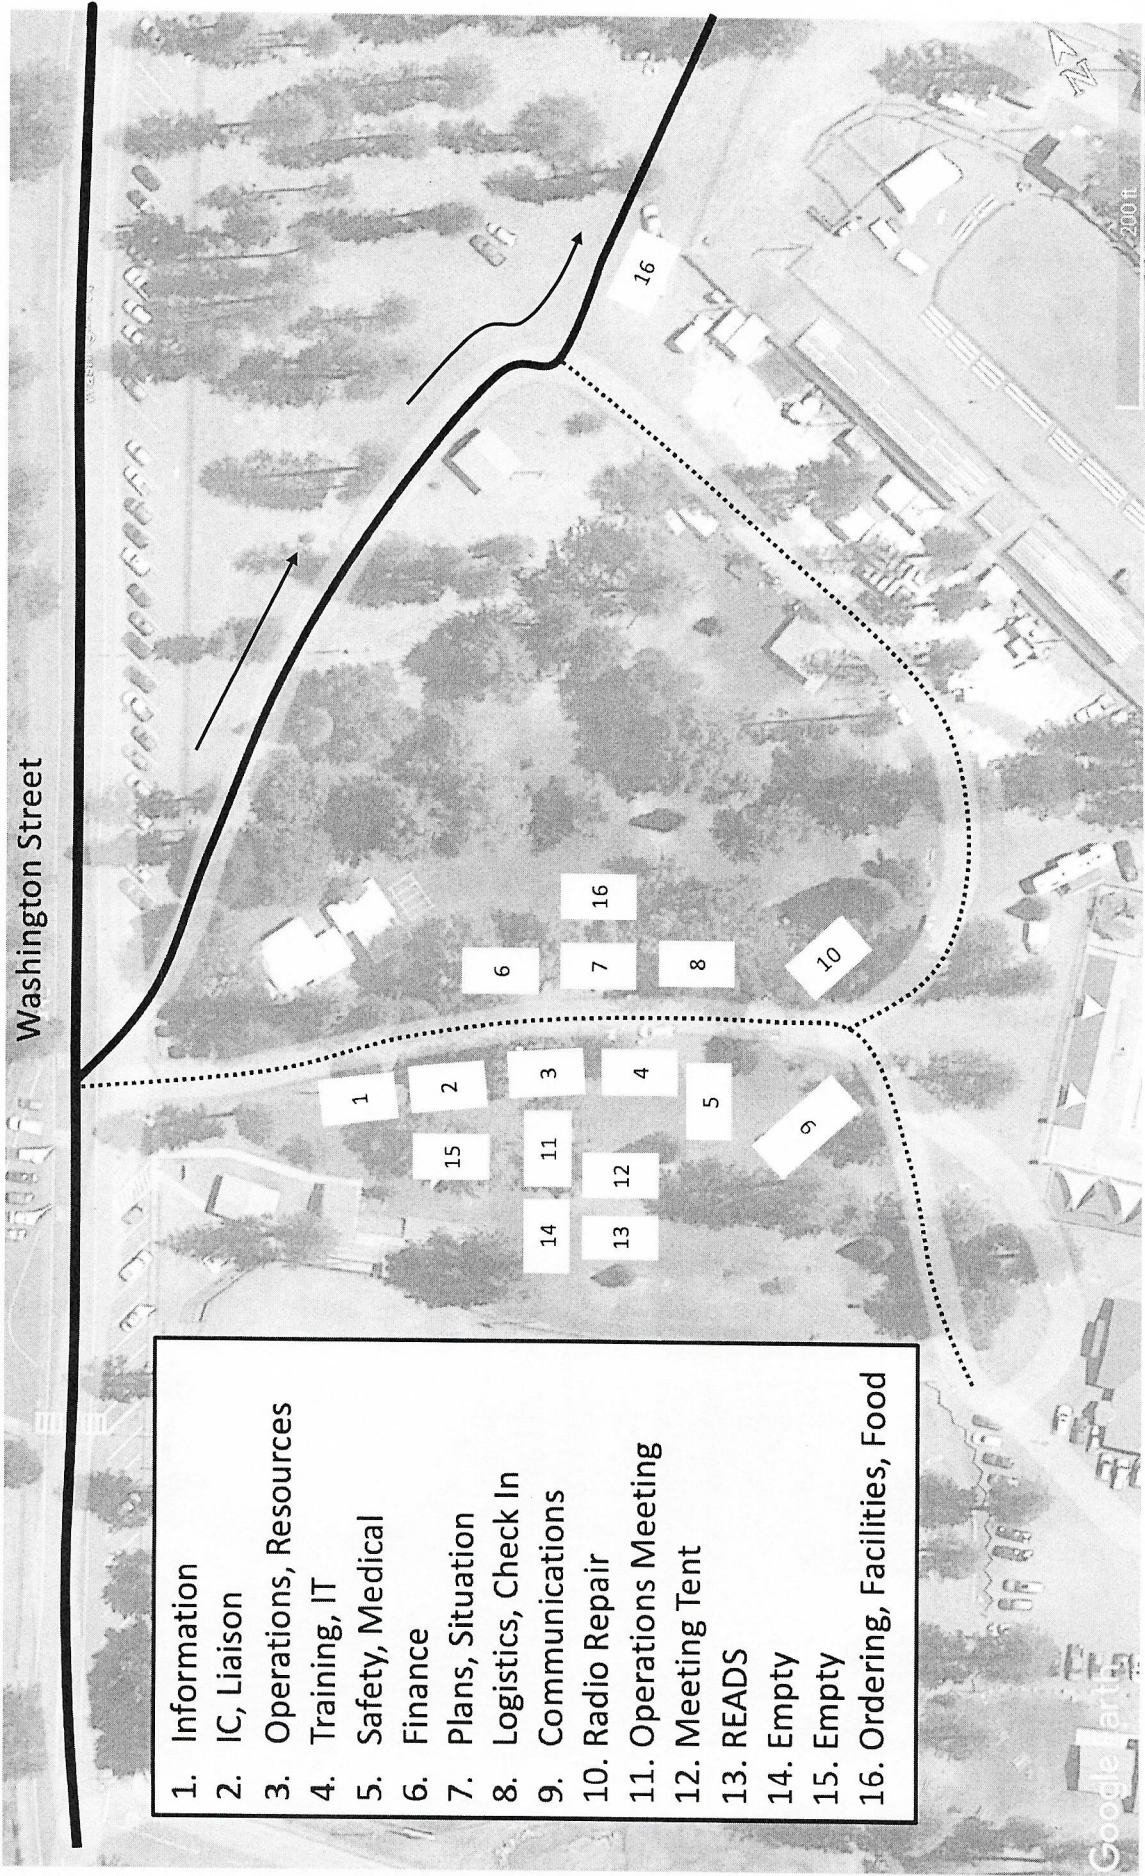 Washington Street
16
6
7
16
8
10
1
2
3
4
5
15
11
12
9
14
13
1. Information
2. IC, Liaison
3. Operations, Resources
4. Training, IT
5. Safety, Medical
6. Finance
7. Plans, Situation
8. Logistics, Check In
9. Communications
10. Radio Repair
11. Operations Meeting
12. Meeting Tent
13. READS
14. Empty
15. Empty
16. Ordering, Facilities, Food
N
200 ft
Google Earth